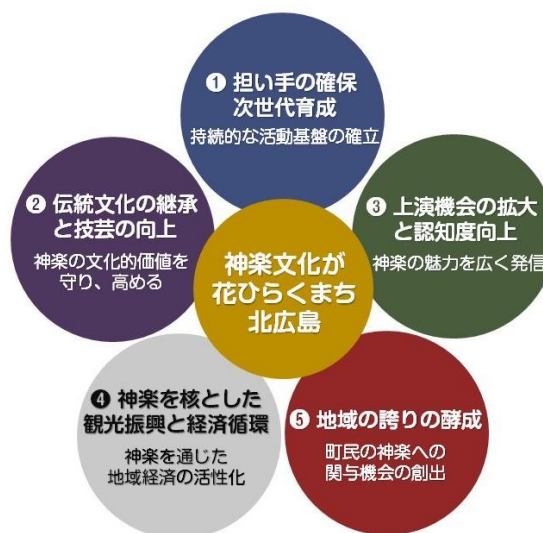 ❶ 担い手の確保
次世代育成
持続的な活動基盤の確立
❷ 伝統文化の継承
と技芸の向上
神楽の文化的価値を
守り、高める
❸ 上演機会の拡大
と認知度向上
神楽の魅力を広く発信
神楽文化が
花ひらくまち
北広島
❹ 神楽を核とした
観光振興と経済循環
神楽を通じた
地域経済の活性化
❺ 地域の誇りの醸成
町民の神楽への
関与機会の創出